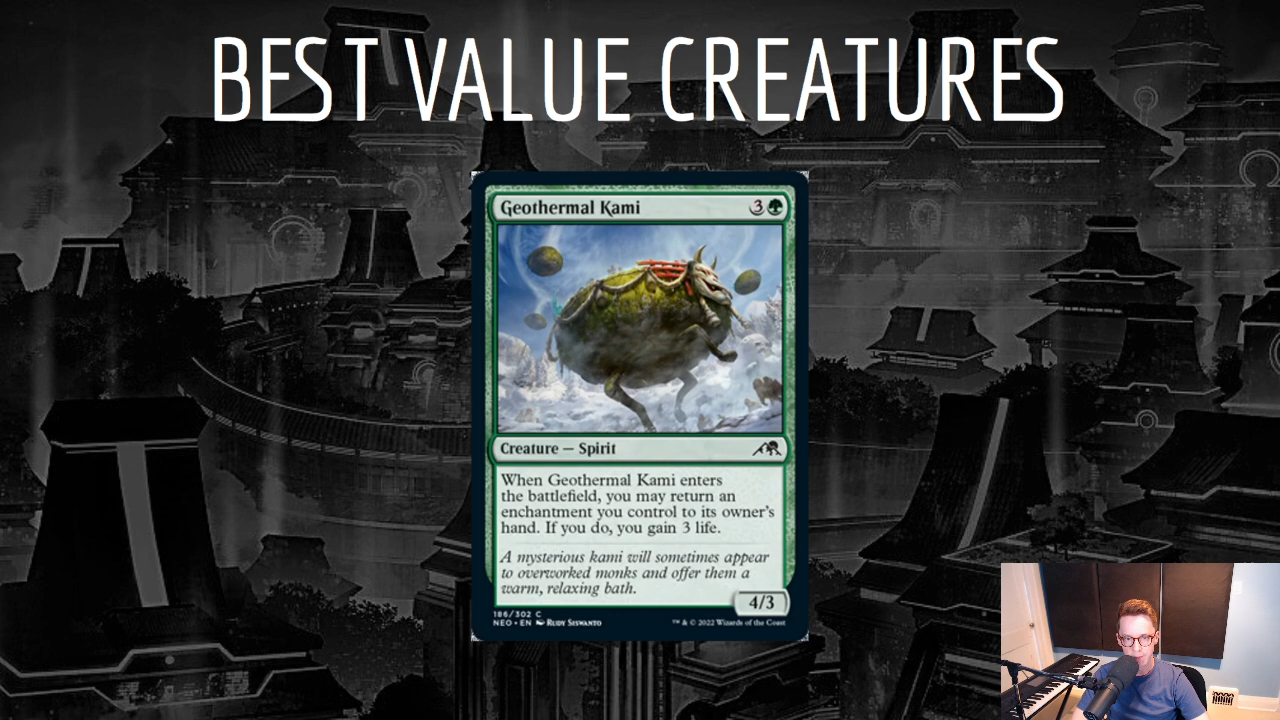 BEST VALUE CREATURES
Geothermal Kami 3
Creature — Spirit
When Geothermal Kami enters
the battlefield, you may return an
enchantment you control to its owner's
hand. If you do, you gain 3 life.
A mysterious kami will sometimes appear
to overworked monks and offer them a
warm, relaxing bath.
4/3
186/302 C
NEO • EN Rudy Siswanto
™ & © 2022 Wizards of the Coast